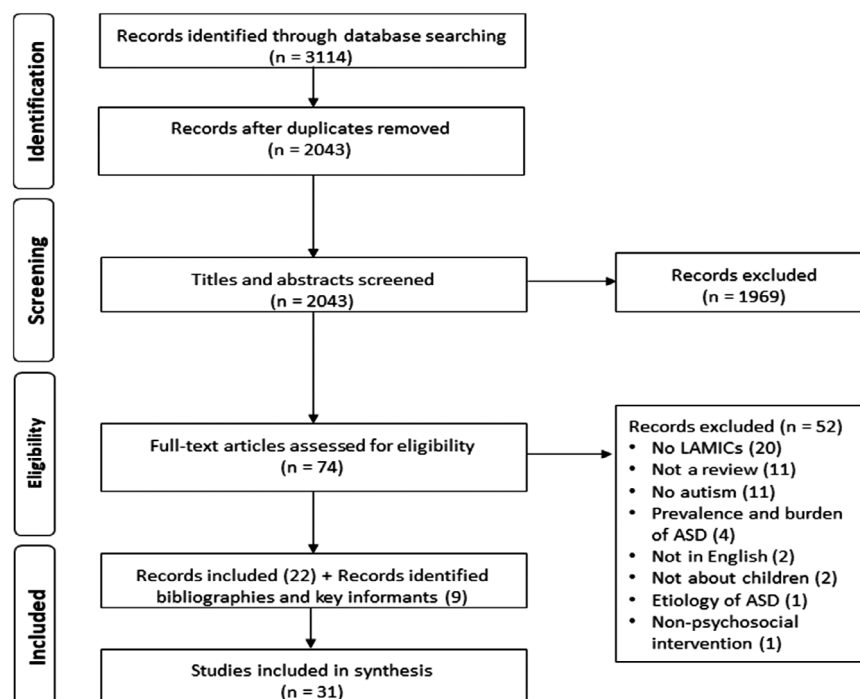 Identification
Records identified through database searching
(n = 3114)
Records after duplicates removed
(n = 2043)
Screening
Titles and abstracts screened
(n = 2043)
Records excluded
(n = 1969)
Eligibility
Full-text articles assessed for eligibility
(n = 74)
Records excluded (n = 52)
• No LAMICs (20)
• Not a review (11)
• No autism (11)
• Prevalence and burden
of ASD (4)
• Not in English (2)
• Not about children (2)
• Etiology of ASD (1)
• Non-psychosocial
intervention (1)
Included
Records included (22) + Records identified
bibliographies and key informants (9)
Studies included in synthesis
(n = 31)